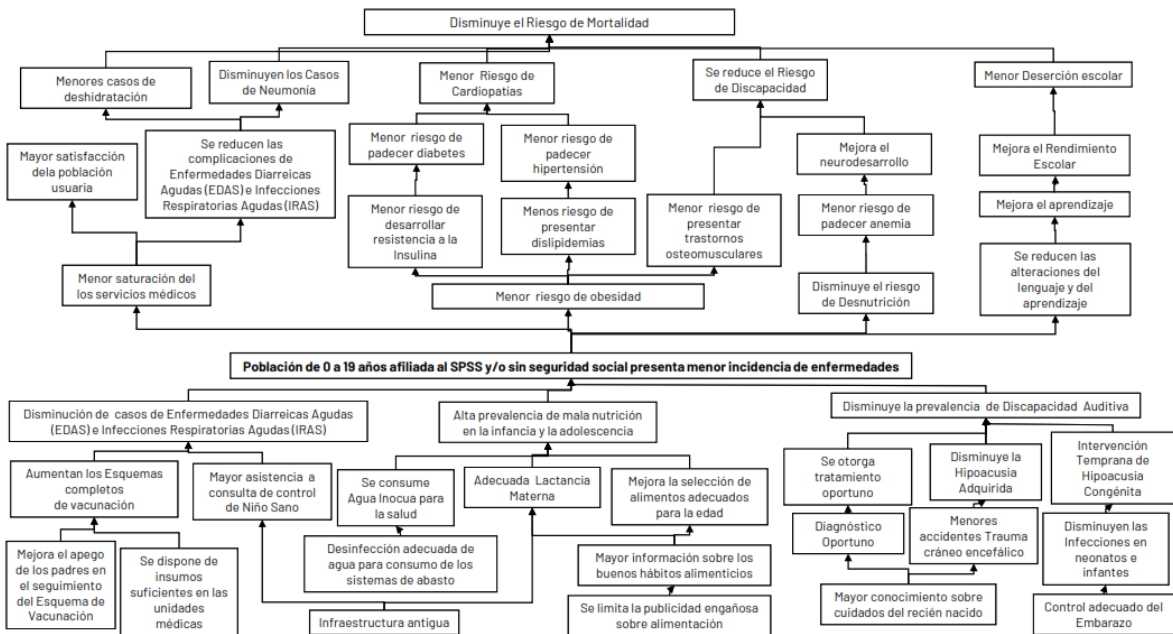 Disminuye el Riesgo de Mortalidad
Menores casos de
deshidratación
Disminuyen los Casos
de Neumonía
Menor Riesgo de
Cardiopatías
Se reduce el Riesgo
de Discapacidad
Menor Deserción escolar
Mayor satisfacción
dela población
usuaria
Se reducen las
complicaciones de
Enfermedades Diarreicas
Agudas (EDAS) e Infecciones
Respiratorias Agudas (IRAS)
Menor riesgo de
padecer diabetes
Menor riesgo de
padecer
hipertensión
Mejora el
neurodesarrollo
Mejora el Rendimiento
Escolar
Menor riesgo de
desarrollar
resistencia a la
Insulina
Menos riesgo de
presentar
dislipidemias
Menor riesgo de
presentar
trastornos
osteomusculares
Menor riesgo de
padecer anemia
Mejora el aprendizaje
Menor saturación del
los servicios médicos
Menor riesgo de obesidad
Disminuye el riesgo
de Desnutrición
Se reducen las
alteraciones del
lenguaje y del
aprendizaje
Población de 0 a 19 años afiliada al SPSS y/o sin seguridad social presenta menor incidencia de enfermedades
Disminución de casos de Enfermedades Diarreicas Agudas
(EDAS) e Infecciones Respiratorias Agudas (IRAS)
Alta prevalencia de mala nutrición
en la infancia y la adolescencia
Disminuye la prevalencia de Discapacidad Auditiva
Aumentan los Esquemas
completos
de vacunación
Mayor asistencia a
consulta de control
de Niño Sano
Se consume
Agua Inocua para
la salud
Adecuada Lactancia
Materna
Mejora la selección de
alimentos adecuados
para la edad
Se otorga
tratamiento
oportuno
Disminuye la
Hipoacusia
Adquirida
Intervención
Temprana de
Hipoacusia
Congénita
Mejora el apego
de los padres en
el seguimiento
del Esquema de
Vacunación
Se dispone de
insumos
suficientes en las
unidades
médicas
Desinfección adecuada de
agua para consumo de los
sistemas de abasto
Mayor información sobre los
buenos hábitos alimenticios
Diagnóstico
Oportuno
Menores
accidentes Trauma
cráneo encefálico
Disminuyen las
Infecciones en
neonatos e
infantes
Infraestructura antigua
Se limita la publicidad engañosa
sobre alimentación
Mayor conocimiento sobre
cuidados del recién nacido
Control adecuado del
Embarazo